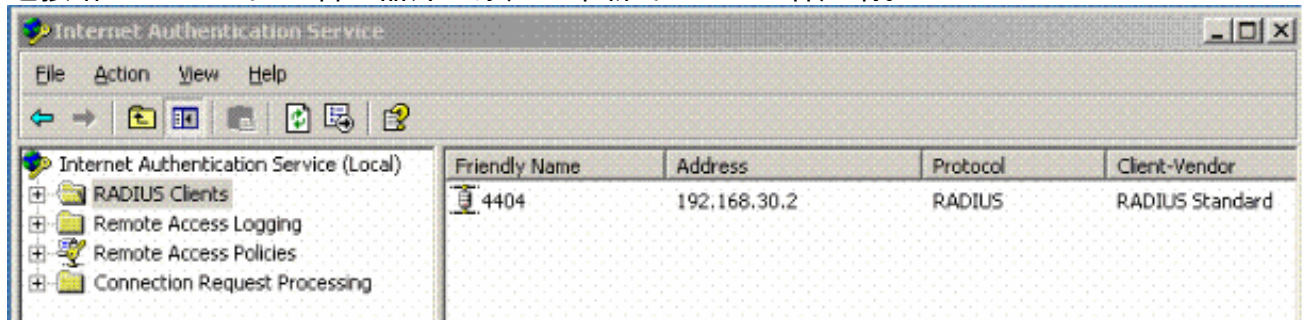 Internet Authentication Service
File Action View Help
Internet Authentication Service (Local)
RADIUS Clients
Remote Access Logging
Remote Access Policies
Connection Request Processing
Friendly Name Address Protocol Client-Vendor
4404 192.168.30.2 RADIUS RADIUS Standard